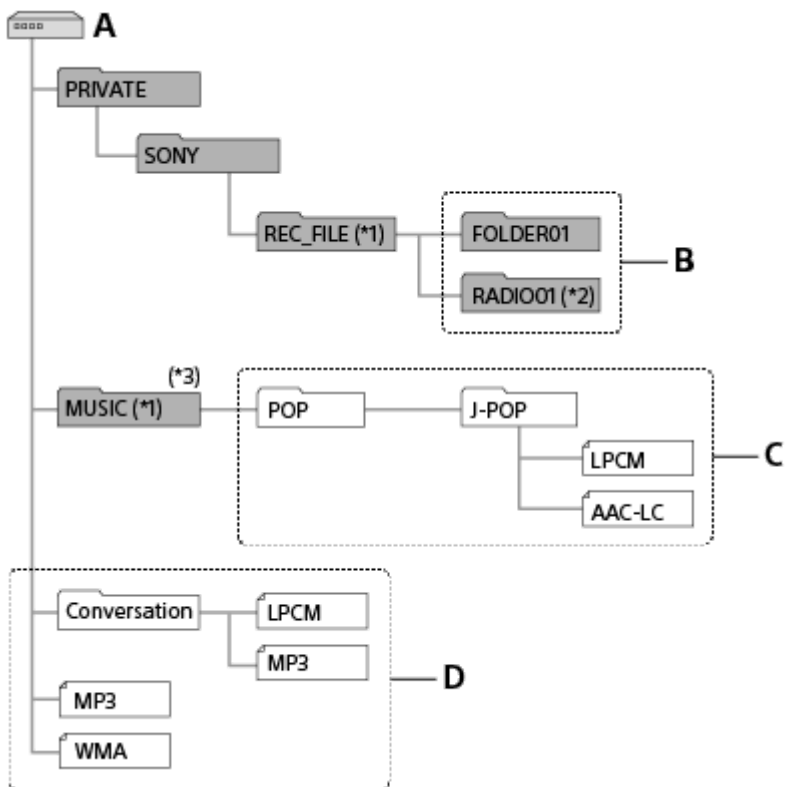 A
PRIVATE
SONY
REC_FILE (*1)
FOLDER01
B
RADIO01 (*2)
(*3)
MUSIC (*1)
POP
J-POP
C
LPCM
AAC-LC
Conversation
LPCM
MP3
D
MP3
WMA